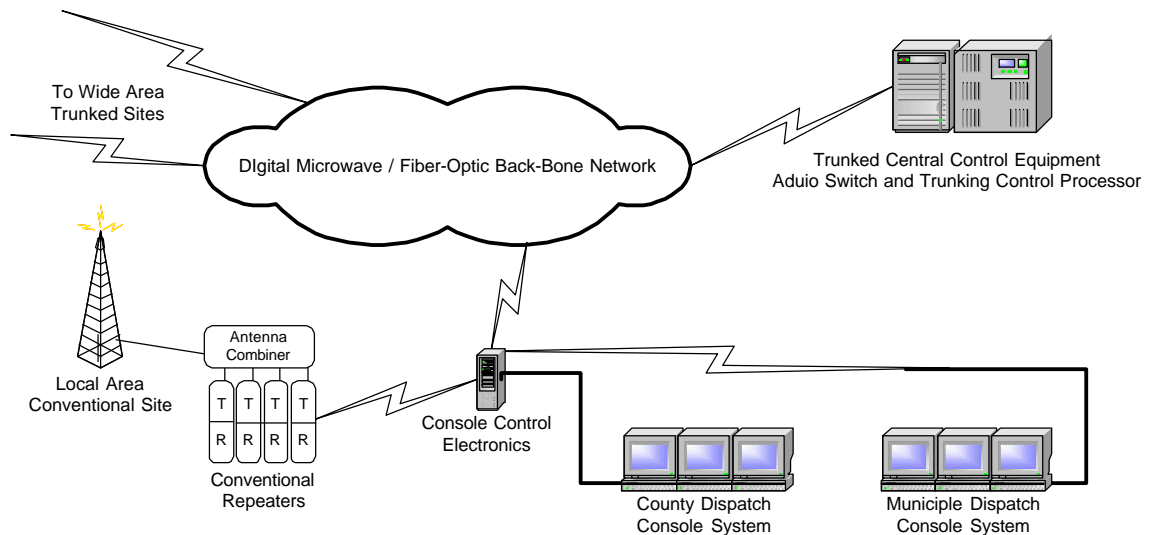 To Wide Area
Trunked Sites
DIgital Microwave / Fiber-Optic Back-Bone Network
Trunked Central Control Equipment
Aduio Switch and Trunking Control Processor
Antenna
Combiner
Local Area
Conventional Site
T T T T
R R R R
Conventional
Repeaters
Console Control
Electronics
County Dispatch
Console System
Municiple Dispatch
Console System